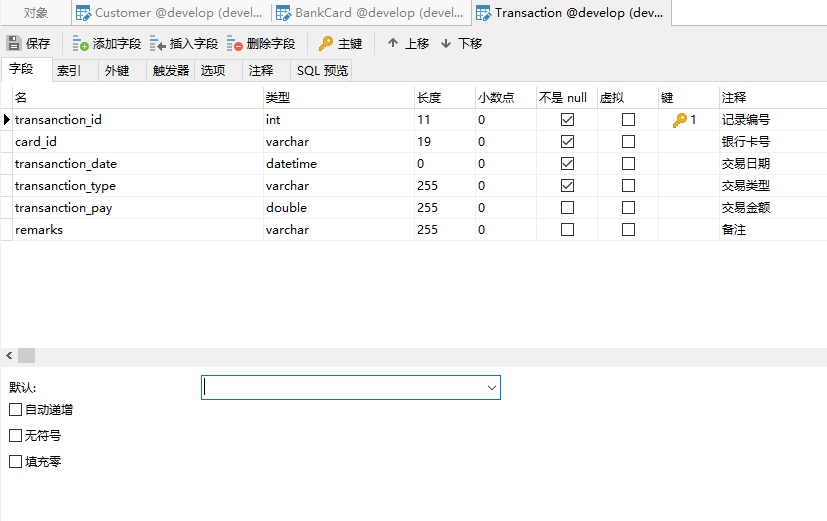 对象 Customer @develop (devel... BankCard @develop (devel... Transaction @develop (dev...
保存 添加字段 插入字段 删除字段 主键 上移 下移
字段 索引 外键 触发器 选项 注释 SQL 预览
名 类型 长度 小数点 不是 null 虚拟 键 注释
transanction_id int 11 0 1 记录编号
card_id varchar 19 0 银行卡号
transanction_date datetime 0 0 交易日期
transanction_type varchar 255 0 交易类型
transanction_pay double 255 0 交易金额
remarks varchar 255 0 备注
默认:
自动递增
无符号
填充零